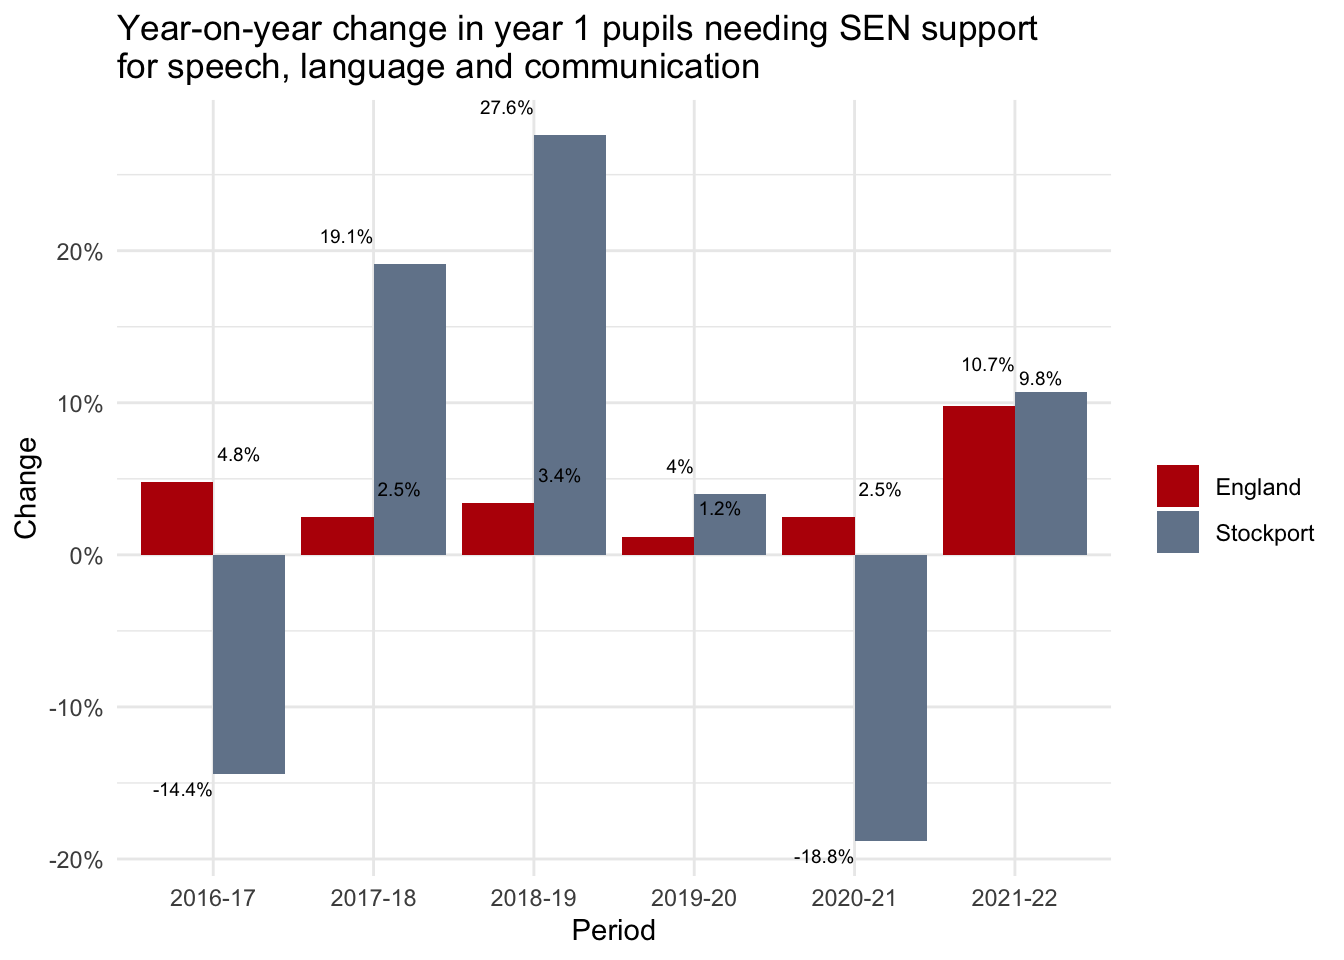 Year-on-year change in year 1 pupils needing SEN support
for speech, language and communication
27.6%
19.1%
20%
10.7%
9.8%
10%
4.8%
4%
3.4%
2.5%
2.5%
1.2%
Change
England
Stockport
0%
-10%
-14.4%
-18.8%
-20%
2016-17 2017-18 2018-19 2019-20 2020-21 2021-22
Period